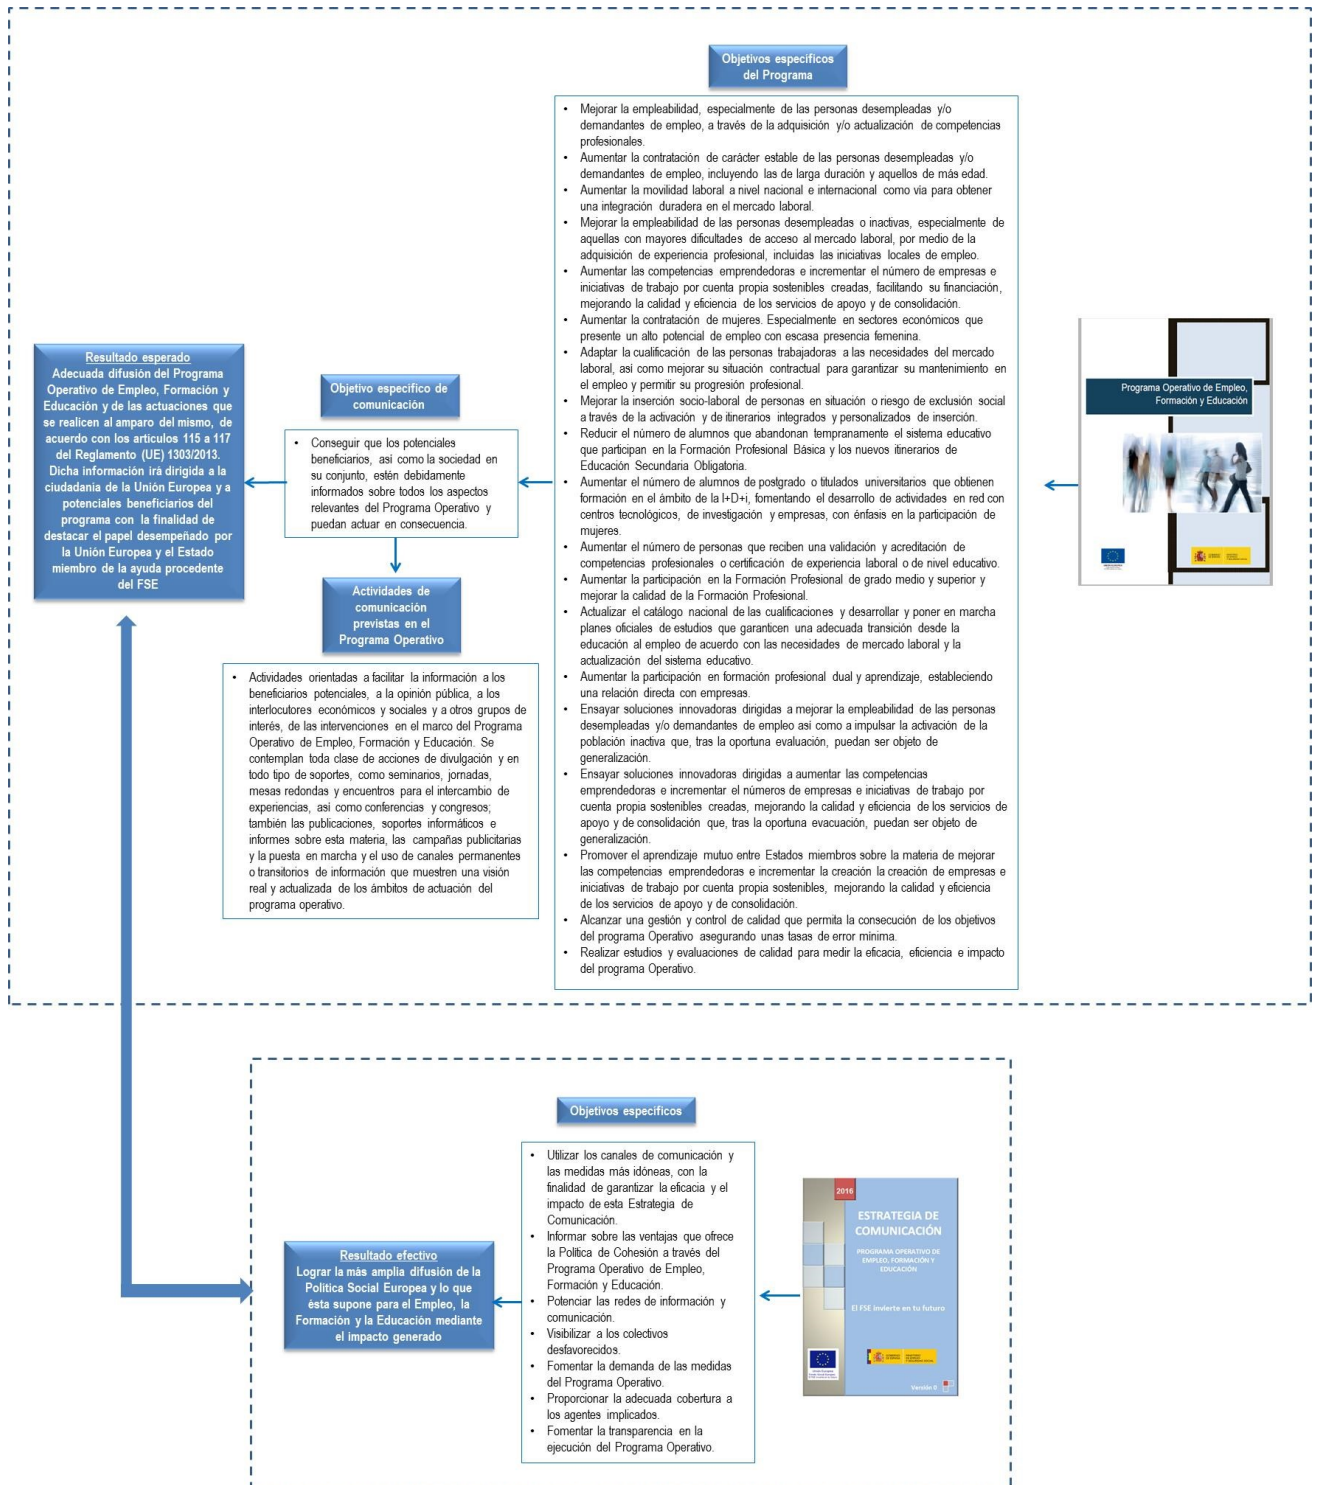 Objetivos específicos
del Programa
• Mejorar la empleabilidad, especialmente de las personas desempleadas y/o
demandantes de empleo, a través de la adquisición y/o actualización de competencias
profesionales.
• Aumentar la contratación de carácter estable de las personas desempleadas y/o
demandantes de empleo, incluyendo las de larga duración y aquellos de más edad.
• Aumentar la movilidad laboral a nivel nacional e internacional como vía para obtener
una integración duradera en el mercado laboral.
• Mejorar la empleabilidad de las personas desempleadas o inactivas, especialmente de
aquellas con mayores dificultades de acceso al mercado laboral, por medio de la
adquisición de experiencia profesional, incluidas las iniciativas locales de empleo.
• Aumentar las competencias emprendedoras e incrementar el número de empresas e
iniciativas de trabajo por cuenta propia sostenibles creadas, facilitando su financiación,
mejorando la calidad y eficiencia de los servicios de apoyo y de consolidación.
• Aumentar la contratación de mujeres. Especialmente en sectores económicos que
presente un alto potencial de empleo con escasa presencia femenina.
• Adaptar la cualificación de las personas trabajadoras a las necesidades del mercado
laboral, así como mejorar su situación contractual para garantizar su mantenimiento en
el empleo y permitir su progresión profesional.
• Mejorar la inserción socio-laboral de personas en situación o riesgo de exclusión social
a través de la activación y de itinerarios integrados y personalizados de inserción.
• Reducir el número de alumnos que abandonan tempranamente el sistema educativo
que participan en la Formación Profesional Básica y los nuevos itinerarios de
Educación Secundaria Obligatoria.
• Aumentar el número de alumnos de postgrado o titulados universitarios que obtienen
formación en el ámbito de la I+D+i, fomentando el desarrollo de actividades en red con
centros tecnológicos, de investigación y empresas, con énfasis en la participación de
mujeres.
• Aumentar el número de personas que reciben una validación y acreditación de
competencias profesionales o certificación de experiencia laboral o de nivel educativo.
• Aumentar la participación en la Formación Profesional de grado medio y superior y
mejorar la calidad de la Formación Profesional.
• Actualizar el catálogo nacional de las cualificaciones y desarrollar y poner en marcha
planes oficiales de estudios que garanticen una adecuada transición desde la
educación al empleo de acuerdo con las necesidades de mercado laboral y la
actualización del sistema educativo.
• Aumentar la participación en formación profesional dual y aprendizaje, estableciendo
una relación directa con empresas.
• Ensayar soluciones innovadoras dirigidas a mejorar la empleabilidad de las personas
desempleadas y/o demandantes de empleo así como a impulsar la activación de la
población inactiva que, tras la oportuna evaluación, puedan ser objeto de
generalización.
• Ensayar soluciones innovadoras dirigidas a aumentar las competencias
emprendedoras e incrementar el números de empresas e iniciativas de trabajo por
cuenta propia sostenibles creadas, mejorando la calidad y eficiencia de los servicios de
apoyo y de consolidación que, tras la oportuna evacuación, puedan ser objeto de
generalización.
• Promover el aprendizaje mutuo entre Estados miembros sobre la materia de mejorar
las competencias emprendedoras e incrementar la creación la creación de empresas e
iniciativas de trabajo por cuenta propia sostenibles, mejorando la calidad y eficiencia
de los servicios de apoyo y de consolidación.
• Alcanzar una gestión y control de calidad que permita la consecución de los objetivos
del programa Operativo asegurando unas tasas de error mínima.
• Realizar estudios y evaluaciones de calidad para medir la eficacia, eficiencia e impacto
del programa Operativo.
Programa Operativo de Empleo,
Formación y Educación
Objetivo específico de
comunicación
• Conseguir que los potenciales
beneficiarios, así como la sociedad en
su conjunto, estén debidamente
informados sobre todos los aspectos
relevantes del Programa Operativo y
puedan actuar en consecuencia.
Actividades de
comunicación
previstas en el
Programa Operativo
• Actividades orientadas a facilitar la información a los
beneficiarios potenciales, a la opinión pública, a los
interlocutores económicos y sociales y a otros grupos de
interés, de las intervenciones en el marco del Programa
Operativo de Empleo, Formación y Educación. Se
contemplan toda clase de acciones de divulgación y en
todo tipo de soportes, como seminarios, jornadas,
mesas redondas y encuentros para el intercambio de
experiencias, así como conferencias y congresos;
también las publicaciones, soportes informáticos e
informes sobre esta materia, las campañas publicitarias
y la puesta en marcha y el uso de canales permanentes
o transitorios de información que muestren una visión
real y actualizada de los ámbitos de actuación del
programa operativo.
Resultado esperado
Adecuada difusión del Programa
Operativo de Empleo, Formación y
Educación y de las actuaciones que
se realicen al amparo del mismo, de
acuerdo con los artículos 115 a 117
del Reglamento (UE) 1303/2013.
Dicha información irá dirigida a la
ciudadanía de la Unión Europea y a
potenciales beneficiarios del
programa con la finalidad de
destacar el papel desempeñado por
la Unión Europea y el Estado
miembro de la ayuda procedente
del FSE
Objetivos específicos
• Utilizar los canales de comunicación y
las medidas más idóneas, con la
finalidad de garantizar la eficacia y el
impacto de esta Estrategia de
Comunicación.
• Informar sobre las ventajas que ofrece
la Política de Cohesión a través del
Programa Operativo de Empleo,
Formación y Educación.
• Potenciar las redes de información y
comunicación.
• Visibilizar a los colectivos
desfavorecidos.
• Fomentar la demanda de las medidas
del Programa Operativo.
• Proporcionar la adecuada cobertura a
los agentes implicados.
• Fomentar la transparencia en la
ejecución del Programa Operativo.
2016
ESTRATEGIA DE
COMUNICACIÓN
PROGRAMA OPERATIVO DE
EMPLEO, FORMACIÓN Y
EDUCACIÓN
El FSE invierte en tu futuro
Versión 0
Resultado efectivo
Lograr la más amplia difusión de la
Política Social Europea y lo que
ésta supone para el Empleo, la
Formación y la Educación mediante
el impacto generado